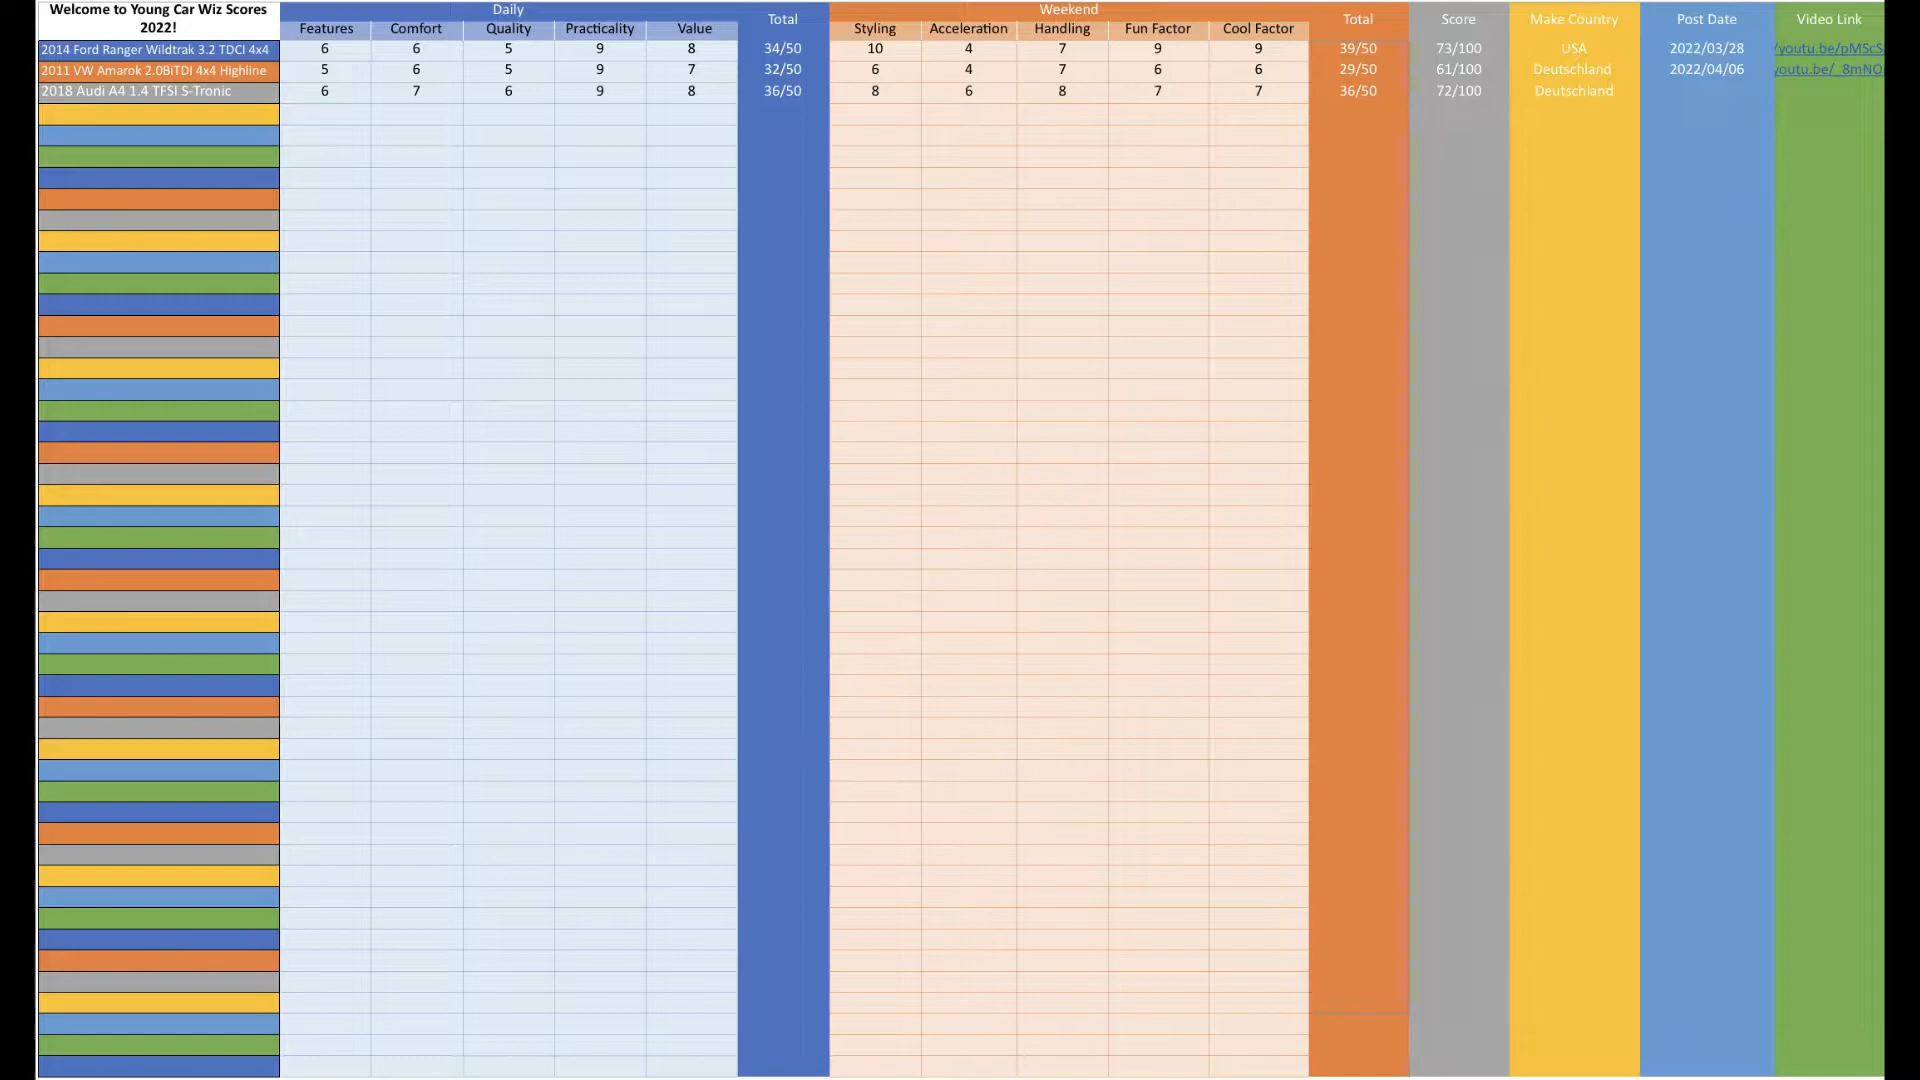 Welcome to Young Car Wiz Scores
2022!
Daily
Total
Weekend
Total
Score
Make Country
Post Date
Video Link
Features
Comfort
Quality
Practicality
Value
Styling
Acceleration
Handling
Fun Factor
Cool Factor
2014 Ford Ranger Wildtrak 3.2 TDCI 4x4 6 6 5 9 8 34/50 10 4 7 9 9 39/50 73/100 USA 2022/03/28
2011 VW Amarok 2.0BiTDI 4x4 Highline 5 6 5 9 7 32/50 6 4 7 6 6 29/50 61/100 Deutschland 2022/04/06
2018 Audi A4 1.4 TFSI S-Tronic 6 7 6 9 8 36/50 8 6 8 7 7 36/50 72/100 Deutschland